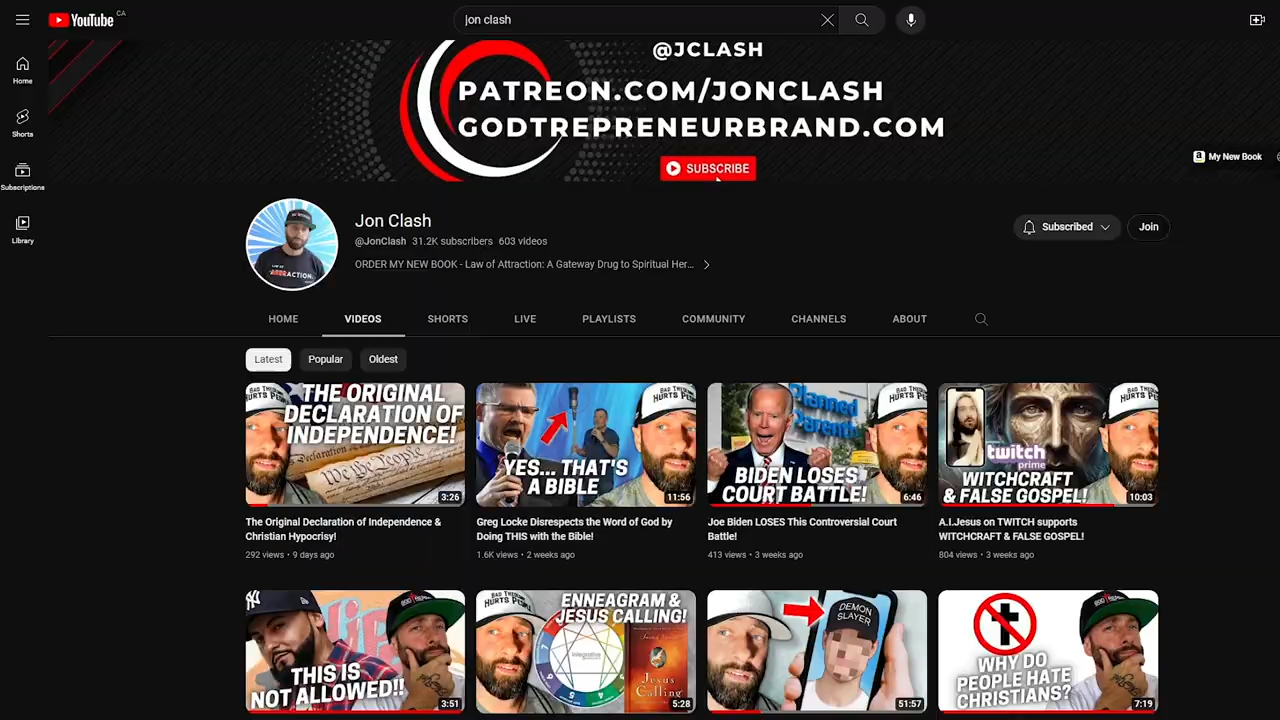 YouTube CA
jon clash
Home
Shorts
Subscriptions
Library
@JCLASH
PATREON.COM/JONCLASH
GODTREPRENEURBRAND.COM
SUBSCRIBE
My New Book
Jon Clash
@JonClash 31.2K subscribers 603 videos
ORDER MY NEW BOOK - Law of Attraction: A Gateway Drug to Spiritual Her...
Subscribed
Join
HOME VIDEOS SHORTS LIVE PLAYLISTS COMMUNITY CHANNELS ABOUT
Latest Popular Oldest
THE ORIGINAL
DECLARATION OF
INDEPENDENCE!
We the People
3:26
YES... THAT'S
A BIBLE
11:56
Planned
Parenth
BIDEN LOSES
COURT BATTLE!
6:46
twitch
prime
WITCHCRAFT
& FALSE GOSPEL!
10:03
The Original Declaration of Independence &
Christian Hypocrisy!
292 views • 9 days ago
Greg Locke Disrespects the Word of God by
Doing THIS with the Bible!
1.6K views • 2 weeks ago
Joe Biden LOSES This Controversial Court
Battle!
413 views • 3 weeks ago
A.I.Jesus on TWITCH supports
WITCHCRAFT & FALSE GOSPEL!
804 views • 3 weeks ago
THIS IS
NOT ALLOWED!!
3:51
HURTS PEOPLE
ENNEAGRAM &
JESUS CALLING!
integrative
Jesus
Calling
5:28
DEMON
SLAYER
51:57
WHY DO
PEOPLE HATE
CHRISTIANS?
7:19